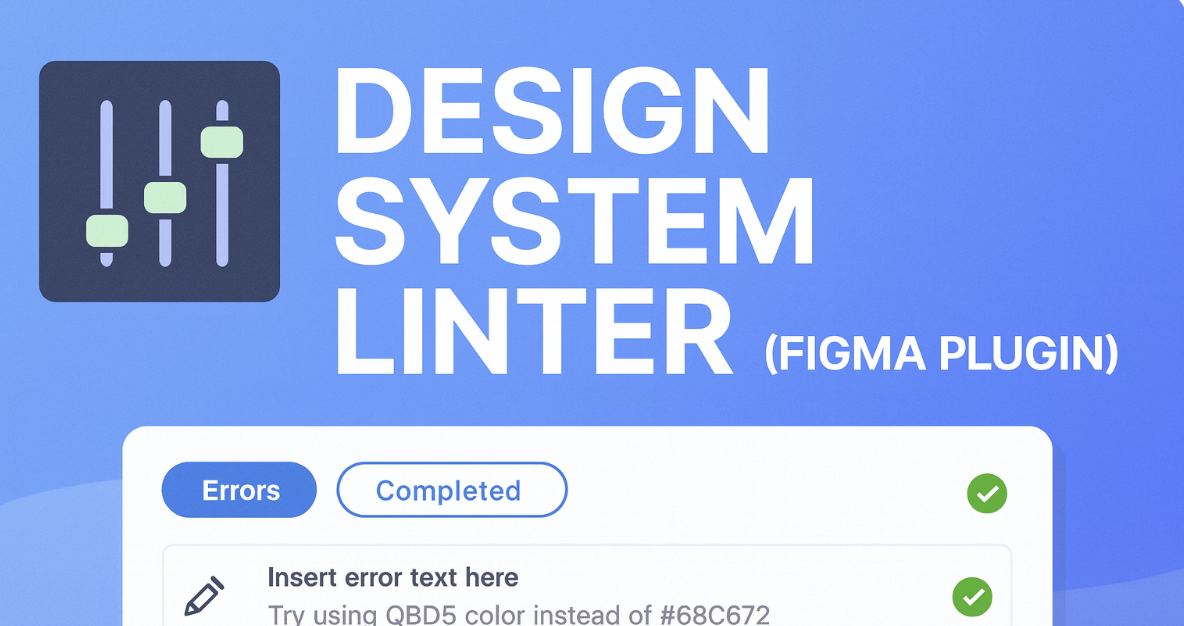 DESIGN
SYSTEM
LINTER (FIGMA PLUGIN)
Errors Completed
Insert error text here
Try using QBD5 color instead of #68C672